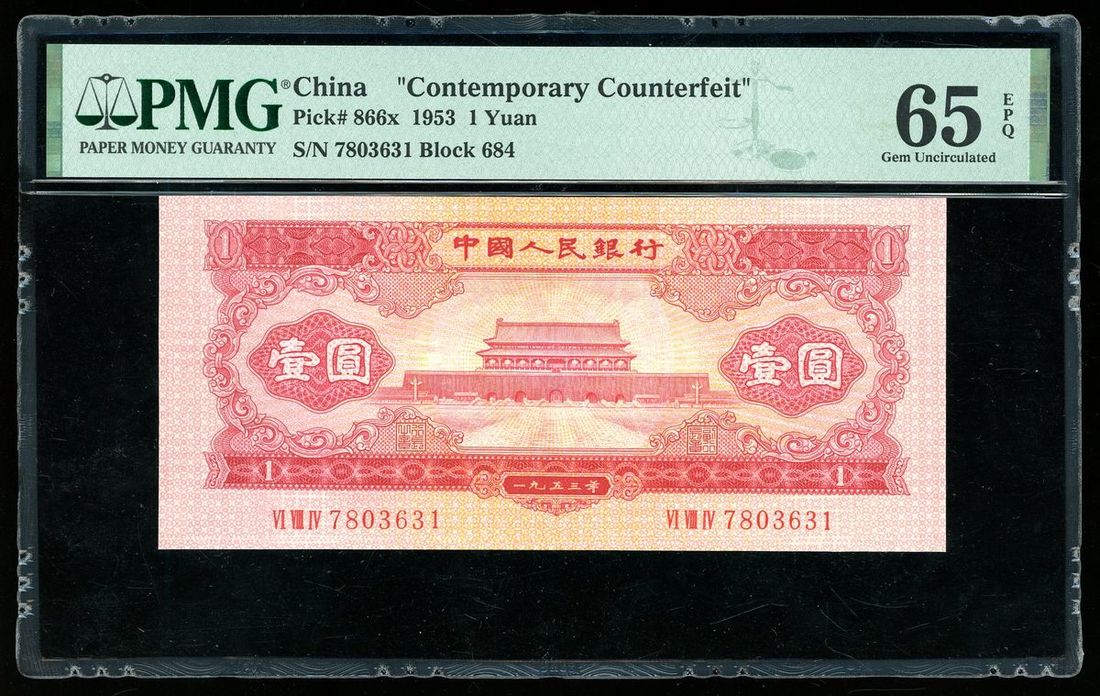 PMG® China "Contemporary Counterfeit"
Pick# 866x 1953 1 Yuan
PAPER MONEY GUARANTY
S/N 7803631 Block 684
65 EPQ
Gem Uncirculated
1 中國人民銀行 1
壹圓 壹圓
1 一九五三年 1
VI VIII IV 7803631 VI VIII IV 7803631